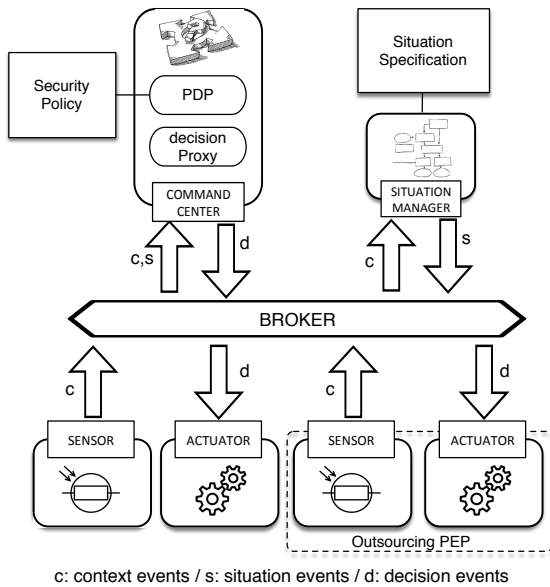 Security
Policy
PDP
decision
Proxy
COMMAND
CENTER
Situation
Specification
SITUATION
MANAGER
c,s
d
c
s
BROKER
c
d
c
d
SENSOR
ACTUATOR
SENSOR
ACTUATOR
Outsourcing PEP
c: context events / s: situation events / d: decision events